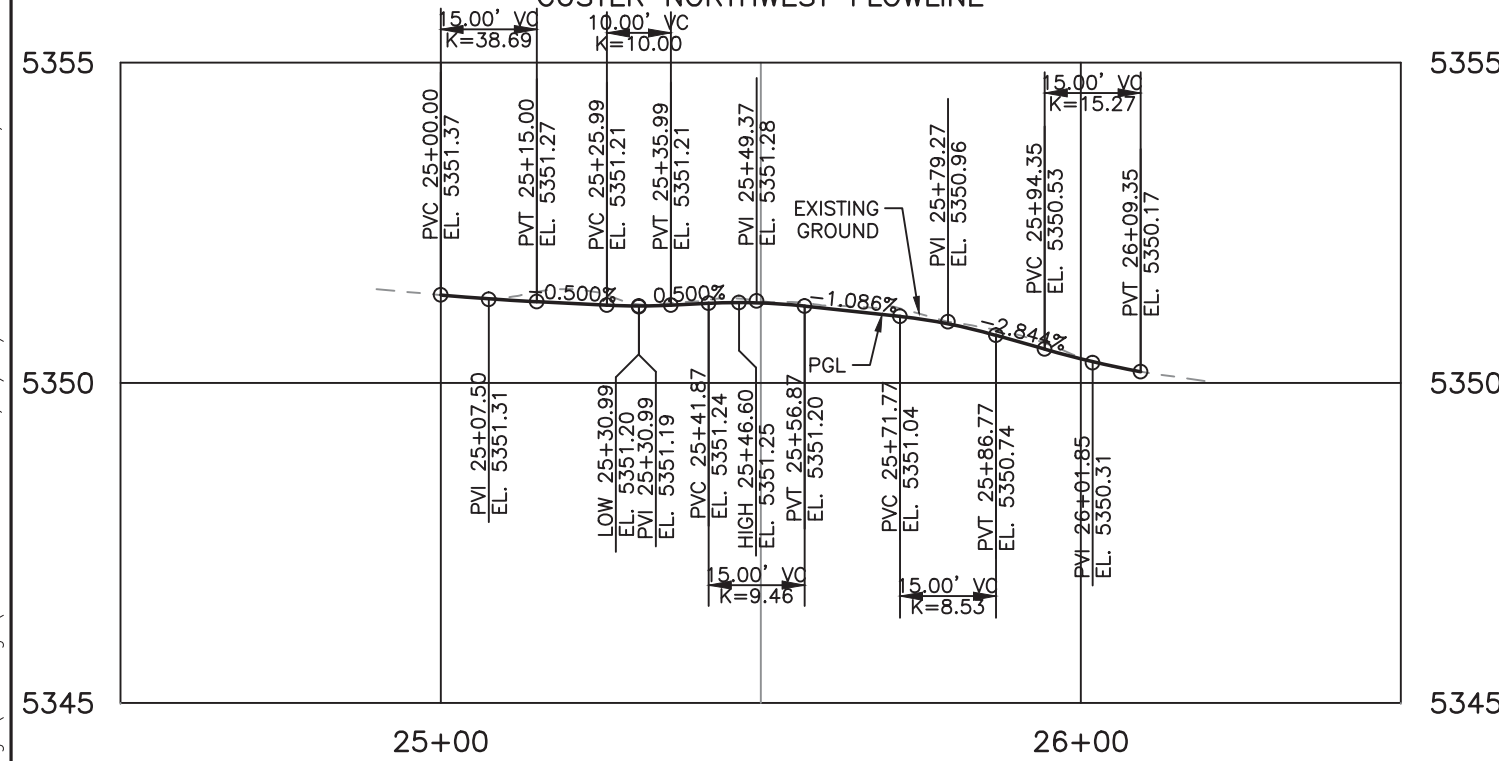 CUSTER NORTHWEST FLOWLINE
15.00' VC
K=38.69
10.00' VC
K=10.00
5355
5355
15.00' VC
K=15.27
PVC 25+00.00
EL. 5351.37
PVT 25+15.00
EL. 5351.27
PVC 25+25.99
EL. 5351.21
PVT 25+35.99
EL. 5351.21
PVI 25+49.37
EL. 5351.28
EXISTING
GROUND
PVI 25+79.27
EL. 5350.96
PVC 25+94.35
EL. 5350.53
PVT 26+09.35
EL. 5350.17
-0.500%
0.500%
-1.086%
-2.844%
PGL
5350
5350
PVI 25+07.50
EL. 5351.31
LOW 25+30.99
EL. 5351.20
PVI 25+30.99
EL. 5351.19
PVC 25+41.87
EL. 5351.24
HIGH 25+46.60
EL. 5351.25
PVT 25+56.87
EL. 5351.20
PVC 25+71.77
EL. 5351.04
PVT 25+86.77
EL. 5350.74
PVI 26+01.85
EL. 5350.31
15.00' VC
K=9.46
15.00' VC
K=8.53
5345
5345
25+00
26+00